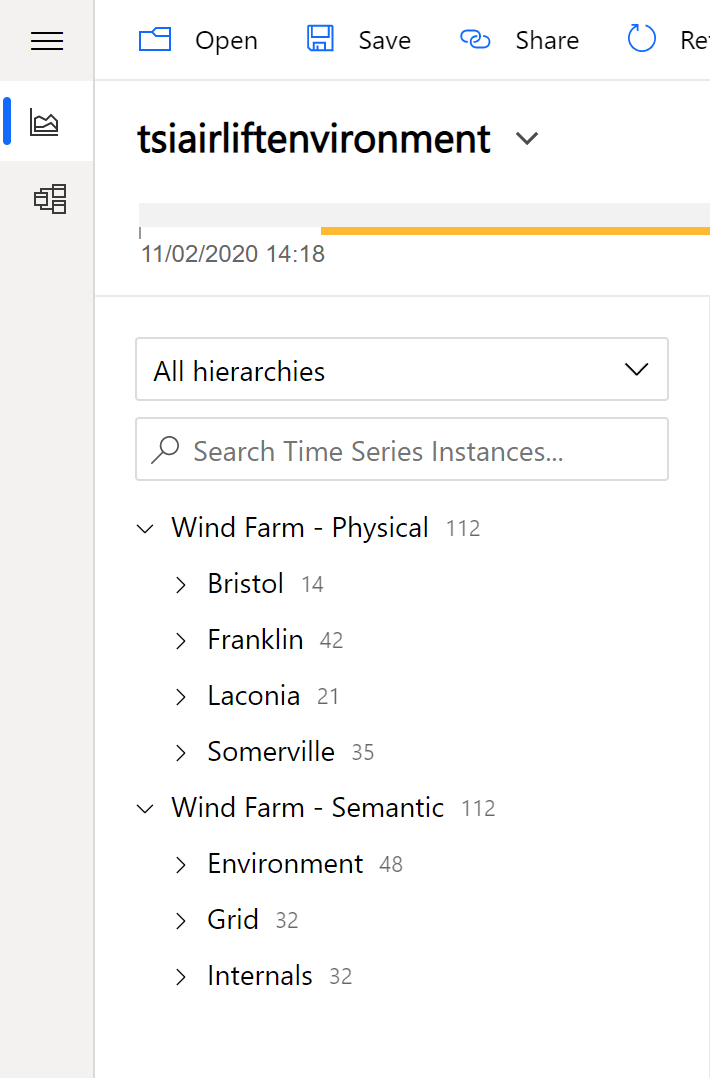 Open Save Share
tsiairliftenvironment
11/02/2020 14:18
All hierarchies
Search Time Series Instances...
Wind Farm - Physical 112
Bristol 14
Franklin 42
Laconia 21
Somerville 35
Wind Farm - Semantic 112
Environment 48
Grid 32
Internals 32